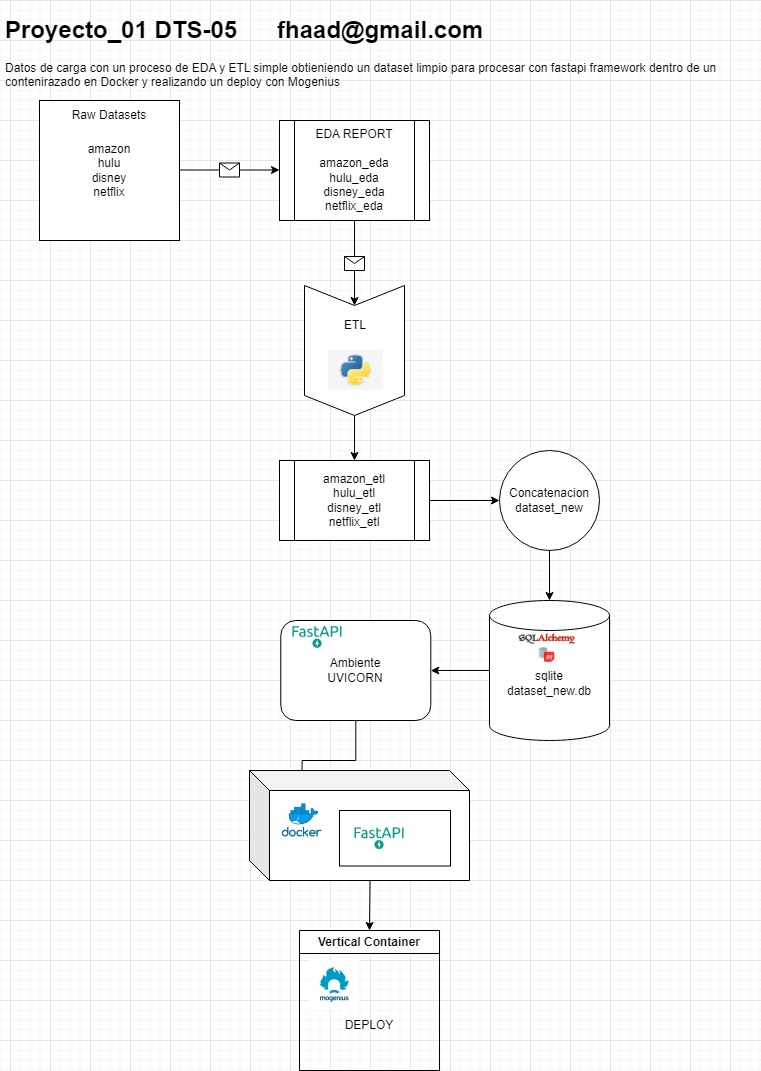 Proyecto_01 DTS-05 fhaad@gmail.com
Datos de carga con un proceso de EDA y ETL simple obtieniendo un dataset limpio para procesar con fastapi framework dentro de un
contenirazado en Docker y realizando un deploy con Mogenius
Raw Datasets
amazon
hulu
disney
netflix
EDA REPORT
amazon_eda
hulu_eda
disney_eda
netflix_eda
ETL
amazon_etl
hulu_etl
disney_etl
netflix_etl
Concatenacion
dataset_new
SQLAlchemy
sqlite
dataset_new.db
FastAPI
Ambiente
UVICORN
docker
FastAPI
Vertical Container
mogenius
DEPLOY